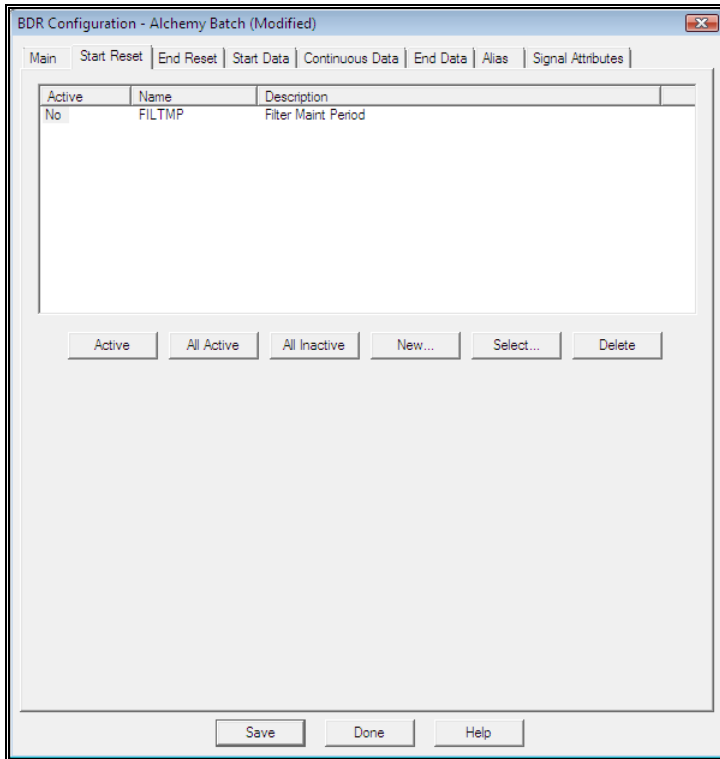 BDR Configuration - Alchemy Batch (Modified)
Main Start Reset End Reset Start Data Continuous Data End Data Alias Signal Attributes
Active Name Description
No FILTMP Filter Maint Period
Active All Active All Inactive New... Select... Delete
Save Done Help